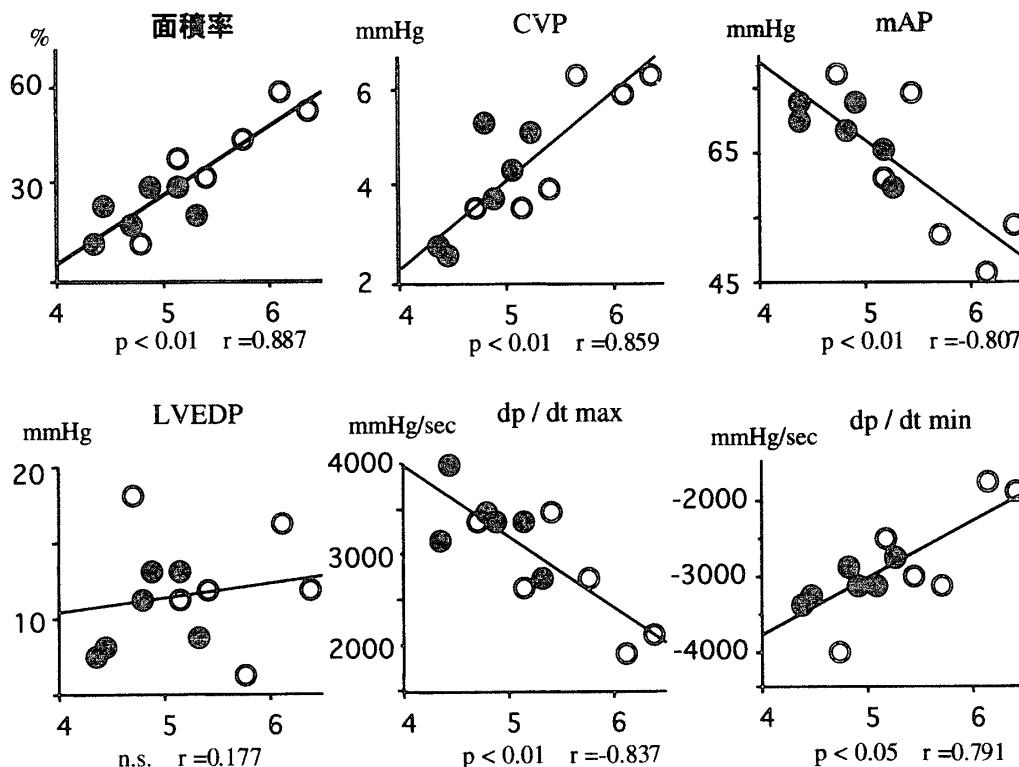 面積率
%
60
30
4 5 6
p < 0.01 r =0.887
CVP
mmHg
6
4
2
4 5 6
p < 0.01 r =0.859
mAP
mmHg
65
45
4 5 6
p < 0.01 r =-0.807
LVEDP
mmHg
20
10
4 5 6
n.s. r =0.177
dp / dt max
mmHg/sec
4000
3000
2000
4 5 6
p < 0.01 r =-0.837
dp / dt min
mmHg/sec
-2000
-3000
-4000
4 5 6
p < 0.05 r =0.791